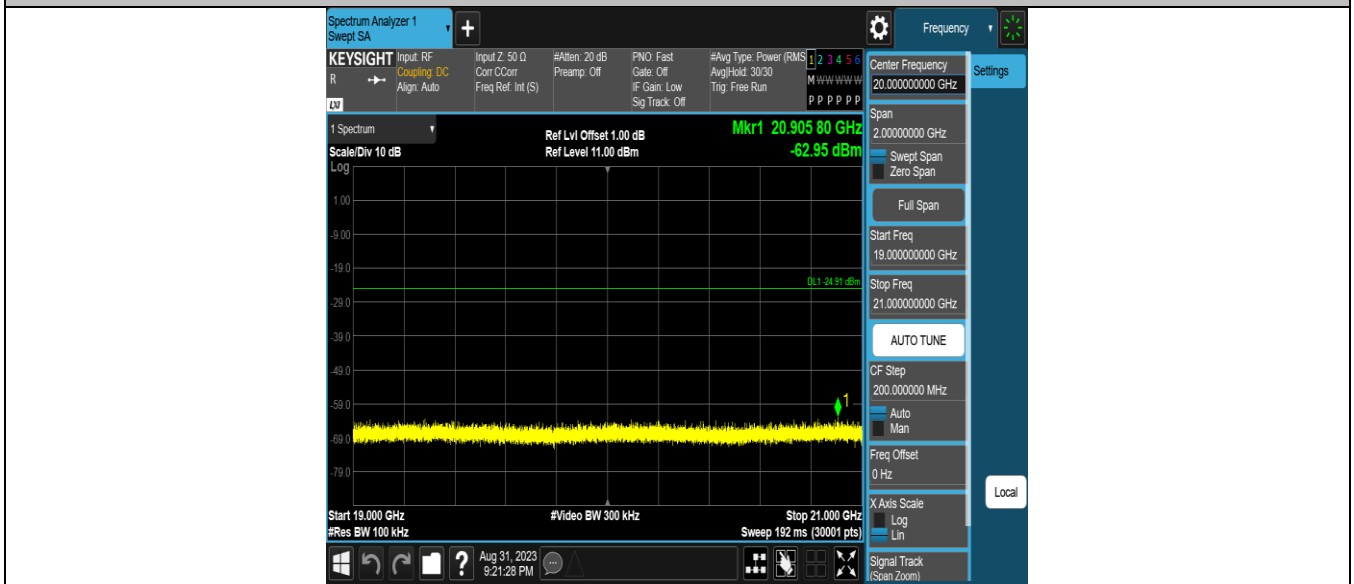 Spectrum Analyzer 1
Swept SA
+
Frequency
KEYSIGHT
R
LXI
Input: RF
Coupling: DC
Align: Auto
Input Z: 50 Ω
Corr CCorr
Freq Ref: Int (S)
#Atten: 20 dB
Preamp: Off
PNO: Fast
Gate: Off
IF Gain: Low
Sig Track: Off
#Avg Type: Power (RMS
Avg|Hold: 30/30
Trig: Free Run
1 2 3 4 5 6
M W W W W W
P P P P P P
1 Spectrum
Scale/Div 10 dB
Log
Ref Lvl Offset 1.00 dB
Ref Level 11.00 dBm
Mkr1 20.905 80 GHz
-62.95 dBm
1.00
-9.00
-19.0
DL1 -24.91 dBm
-29.0
-39.0
-49.0
-59.0
1
-69.0
-79.0
Start 19.000 GHz
#Res BW 100 kHz
#Video BW 300 kHz
Stop 21.000 GHz
Sweep 192 ms (30001 pts)
?
Aug 31, 2023
9:21:28 PM
Center Frequency
20.000000000 GHz
Settings
Span
2.00000000 GHz
Swept Span
Zero Span
Full Span
Start Freq
19.000000000 GHz
Stop Freq
21.000000000 GHz
AUTO TUNE
CF Step
200.000000 MHz
Auto
Man
Freq Offset
0 Hz
X Axis Scale
Log
Lin
Local
Signal Track
(Span Zoom)